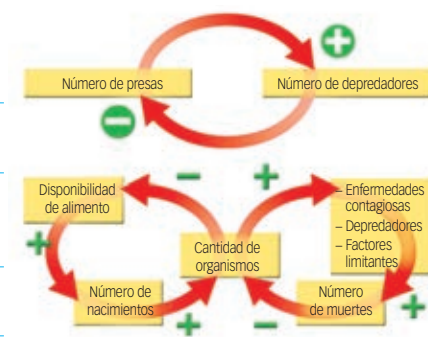 +
Número de presas
Número de depredadores
−
Disponibilidad
de alimento
−
+
– Enfermedades
contagiosas
– Depredadores
– Factores
limitantes
+
Cantidad de
organismos
Número de
nacimientos
+
−
Número
de muertes
+